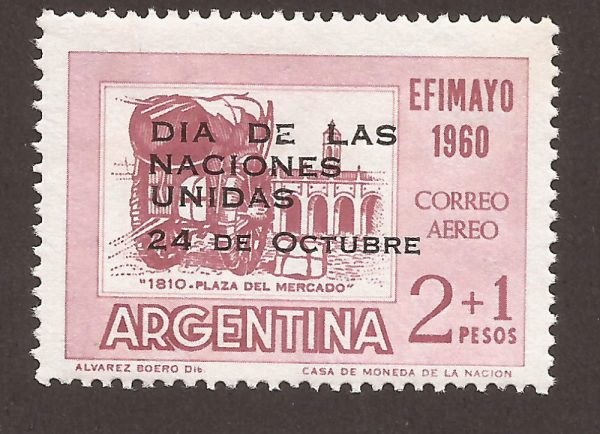 EFIMAYO
1960
DIA DE LAS
NACIONES
UNIDAS
24 DE OCTUBRE
CORREO
AEREO
"1810-PLAZA DEL MERCADO"
ARGENTINA
2+1
PESOS
ALVAREZ BOERO DIB.
CASA DE MONEDA DE LA NACION